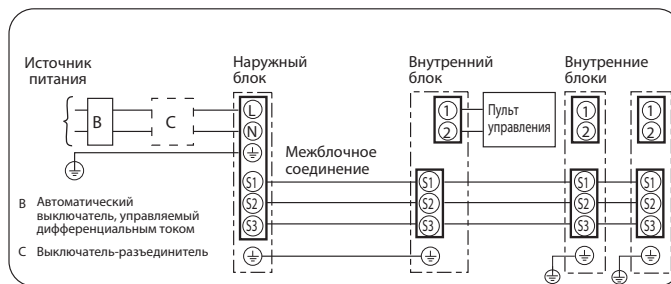 Источник
питания
Наружный
блок
Внутренний
блок
Внутренние
блоки
B
C
L
N
1
2
Пульт
управления
1
2
1
2
Межблочное
соединение
S1
S2
S3
S1
S2
S3
S1
S2
S3
S1
S2
S3
B Автоматический
выключатель, управляемый
дифференциальным током
C Выключатель-разъединитель